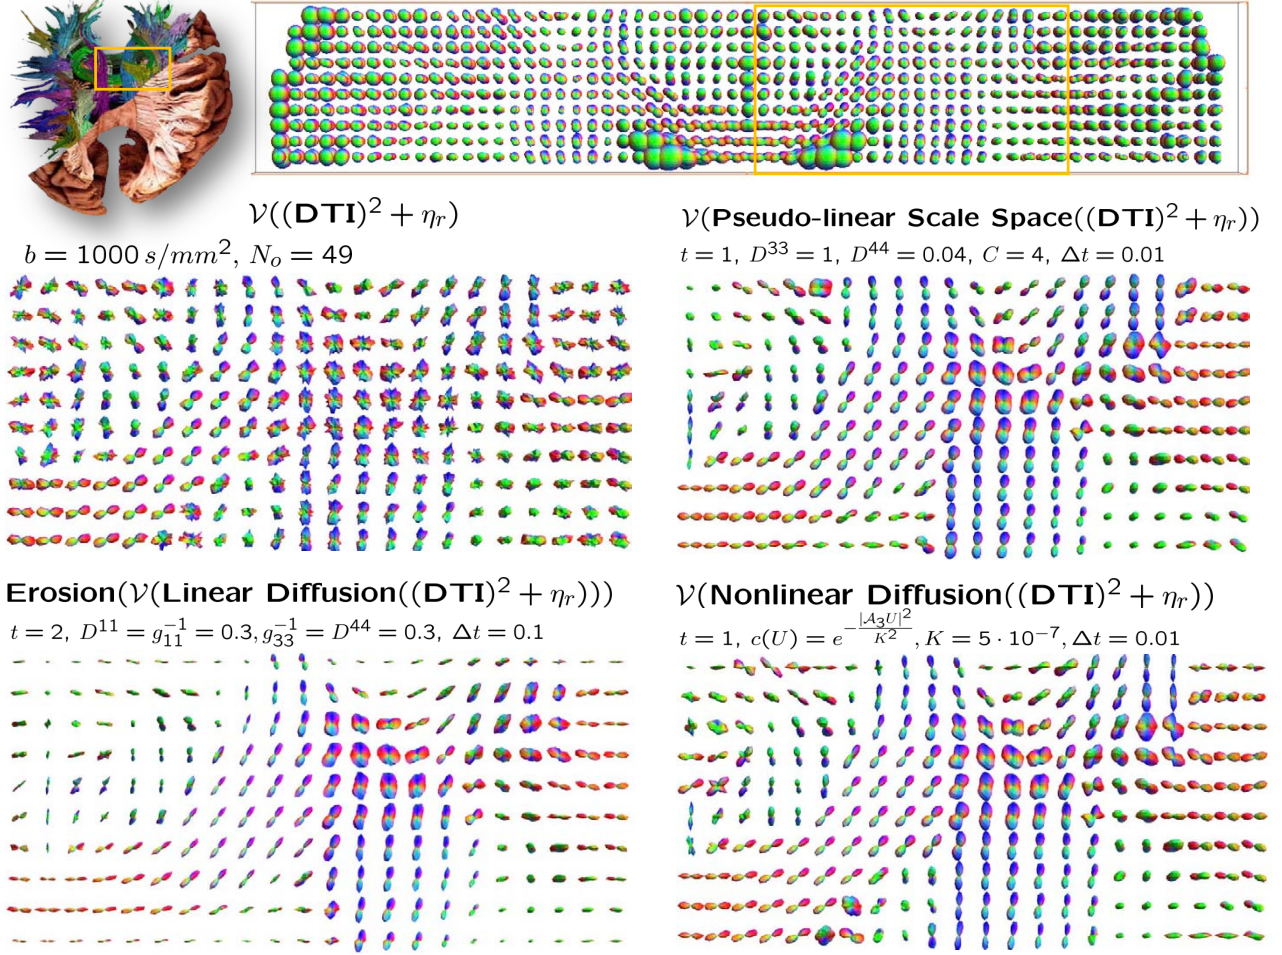 𝒱((DTI)² + ηᵣ)
b = 1000 s/mm², Nₒ = 49
𝒱(Pseudo-linear Scale Space((DTI)² + ηᵣ))
t = 1, D³³ = 1, D⁴⁴ = 0.04, C = 4, Δt = 0.01
Erosion(𝒱(Linear Diffusion((DTI)² + ηᵣ)))
t = 2, D¹¹ = g₁₁⁻¹ = 0.3, g₃₃⁻¹ = D⁴⁴ = 0.3, Δt = 0.1
𝒱(Nonlinear Diffusion((DTI)² + ηᵣ))
t = 1, c(U) = e^{-|𝒜₃U|²/K²}, K = 5 · 10⁻⁷, Δt = 0.01